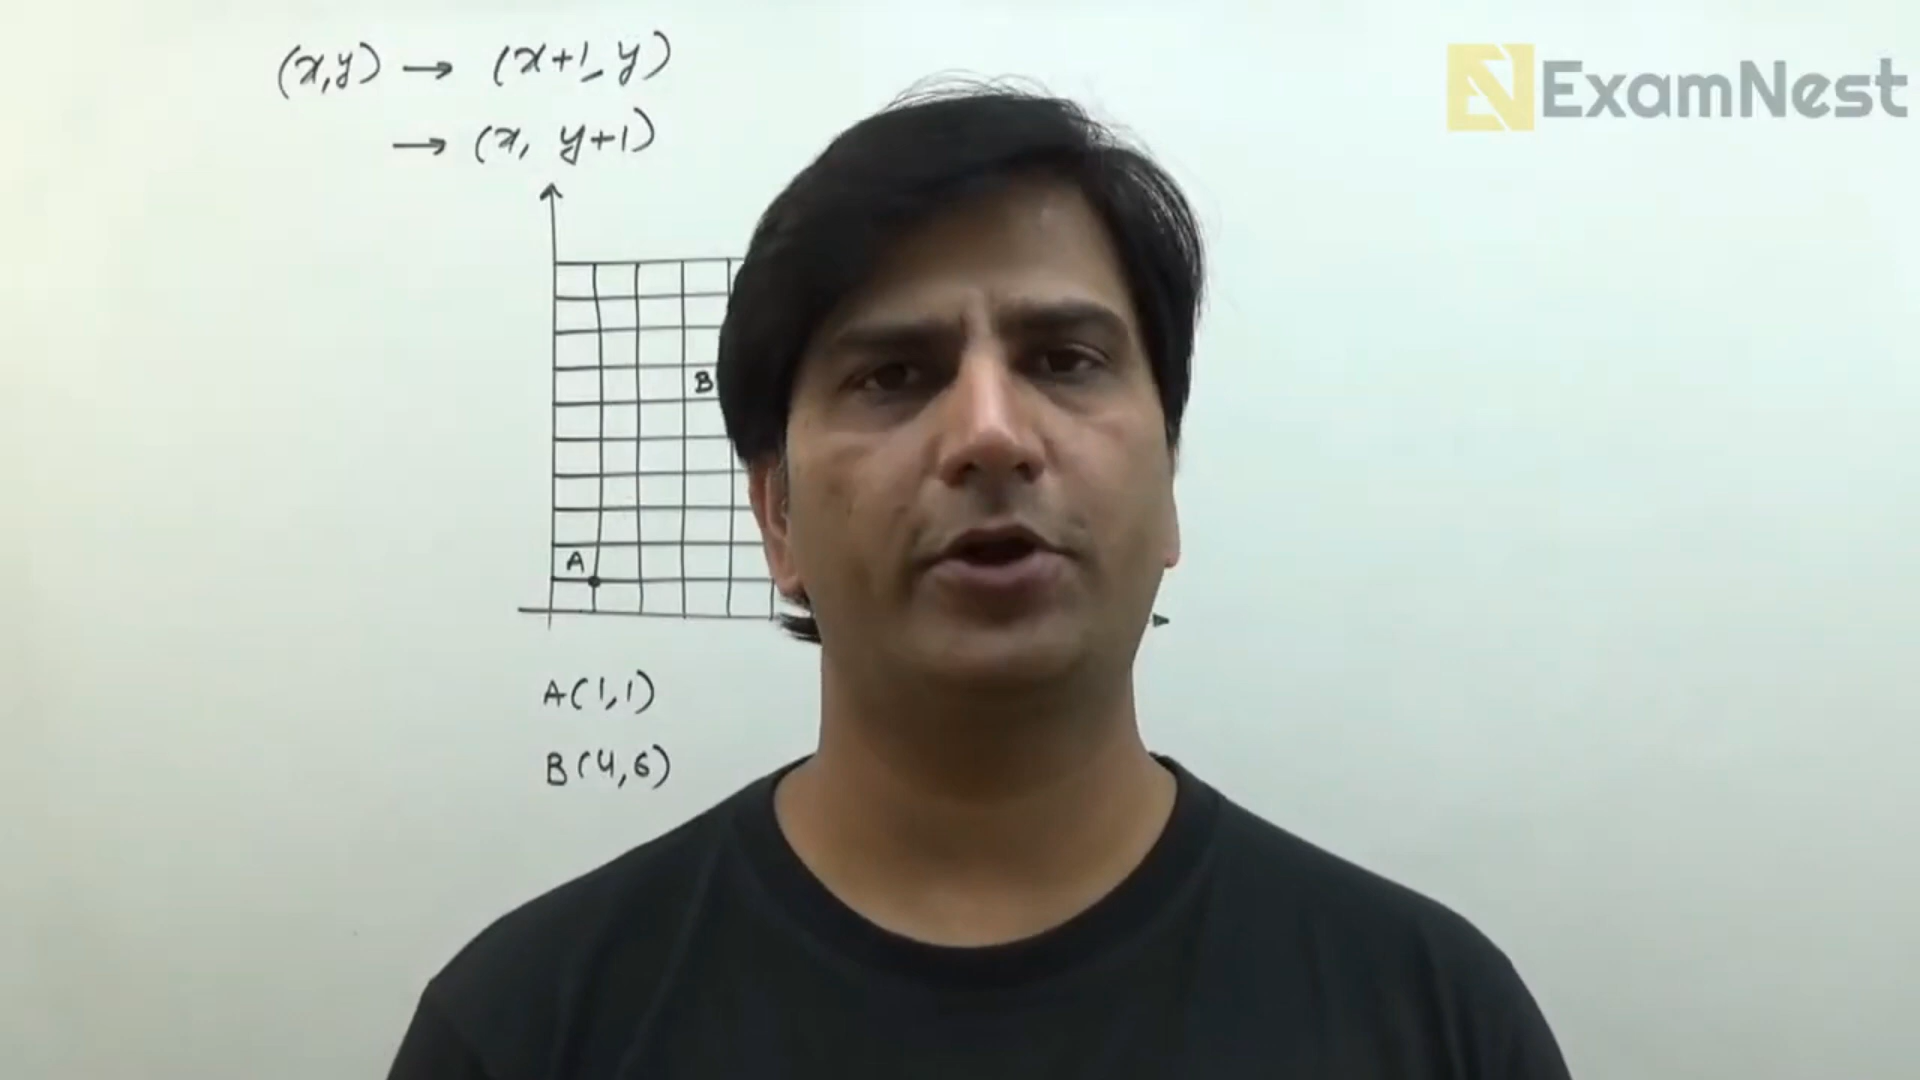 (x,y) → (x+1, y)
ExamNest
→ (x, y+1)
B
A
A(1,1)
B(4,6)